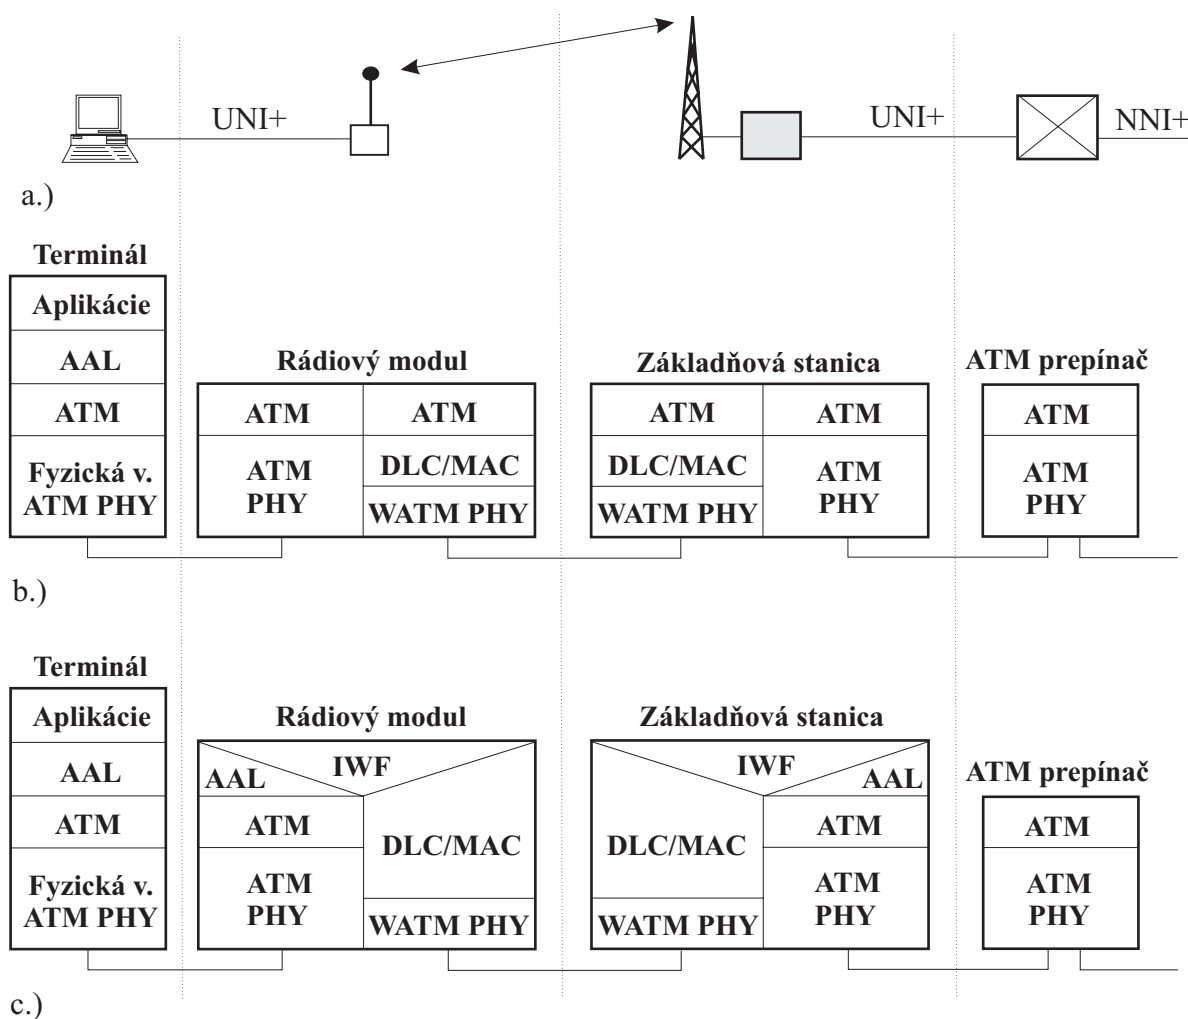 UNI+
UNI+
NNI+
a.)
Terminál
Aplikácie
AAL
ATM
Fyzická v.
ATM PHY
Rádiový modul
ATM
ATM
ATM
PHY
DLC/MAC
WATM PHY
Základňová stanica
ATM
ATM
DLC/MAC
WATM PHY
ATM
PHY
ATM prepínač
ATM
ATM
PHY
b.)
Terminál
Aplikácie
AAL
ATM
Fyzická v.
ATM PHY
Rádiový modul
IWF
AAL
ATM
ATM
PHY
DLC/MAC
WATM PHY
Základňová stanica
IWF
AAL
DLC/MAC
WATM PHY
ATM
ATM
PHY
ATM prepínač
ATM
ATM
PHY
c.)